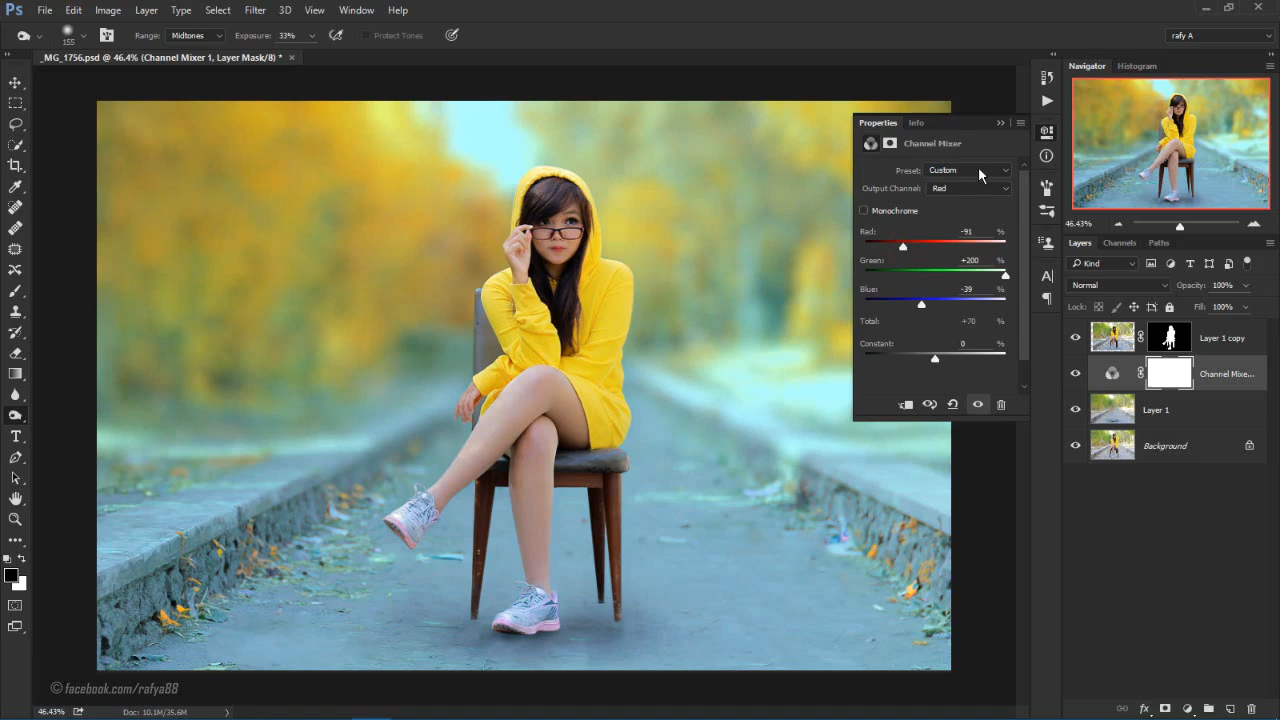 Ps File Edit Image Layer Type Select Filter 3D View Window Help
155 Range: Midtones Exposure: 33% Protect Tones rafy A
_MG_1756.psd @ 46.4% (Channel Mixer 1, Layer Mask/8) * ×
Navigator Histogram
Properties Info
Channel Mixer
Preset: Custom
Output Channel: Red
Monochrome
Red: -91 %
Green: +200 %
Blue: -39 %
Total: +70 %
Constant: 0 %
46.43%
Layers Channels Paths
Kind
Normal Opacity: 100%
Lock: Fill: 100%
Layer 1 copy
Channel Mixe...
Layer 1
Background
© facebook.com/rafya88
46.43% Doc: 10.1M/35.6M